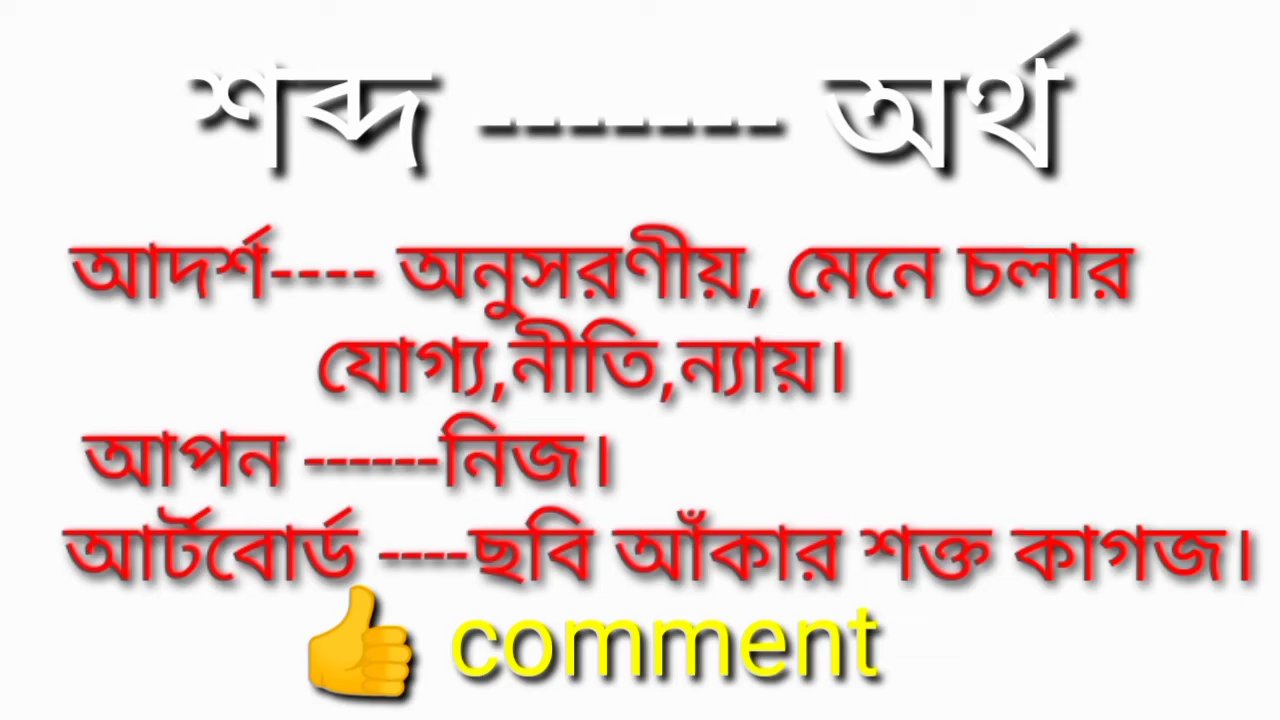 শব্দ ------- অর্থ
আদর্শ---- অনুসরণীয়, মেনে চলার
যোগ্য,নীতি,ন্যায়।
আপন ------নিজ।
আর্টবোর্ড ----ছবি আঁকার শক্ত কাগজ।
👍 comment